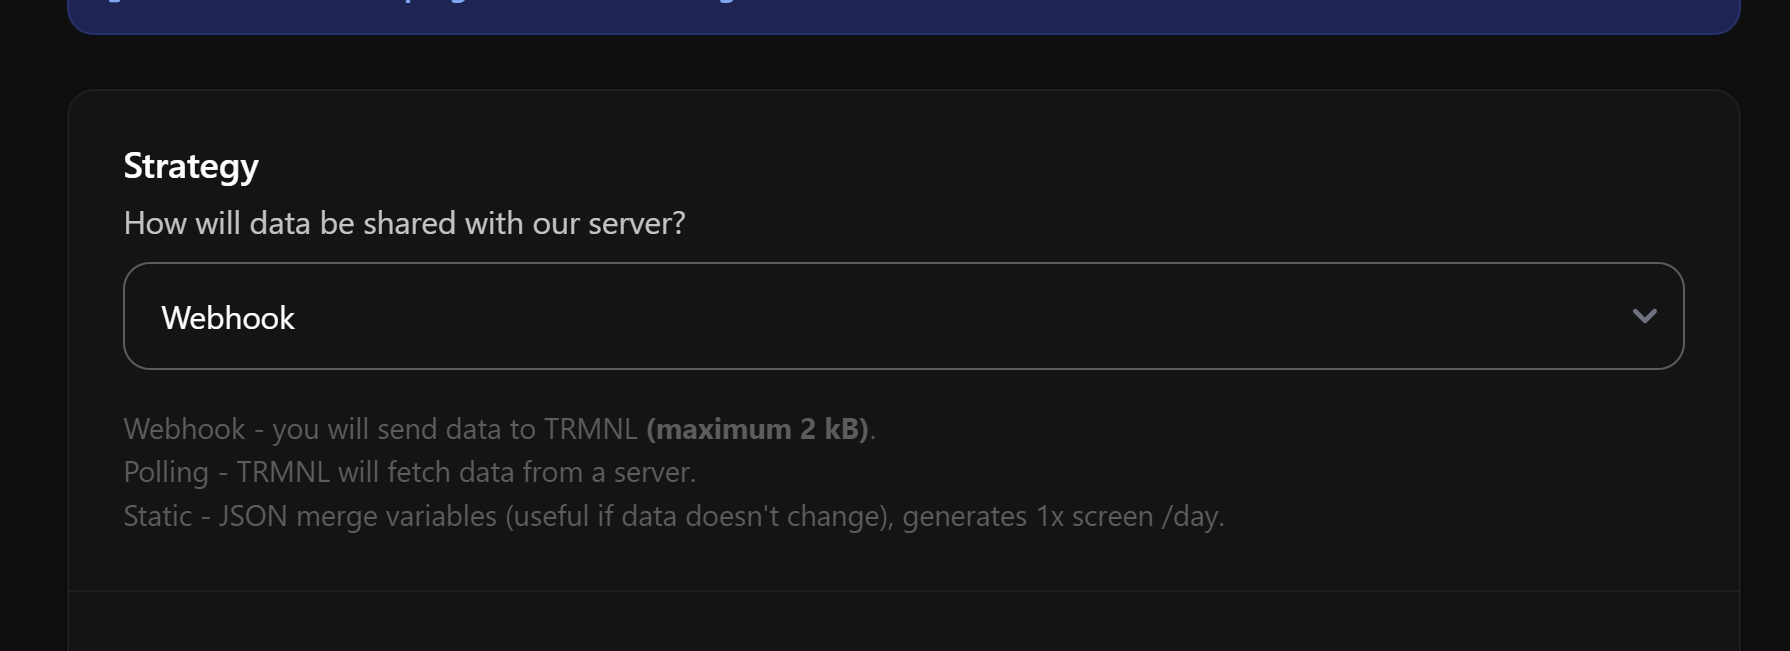 Strategy
How will data be shared with our server?
Webhook
Webhook - you will send data to TRMNL (maximum 2 kB).
Polling - TRMNL will fetch data from a server.
Static - JSON merge variables (useful if data doesn't change), generates 1x screen /day.